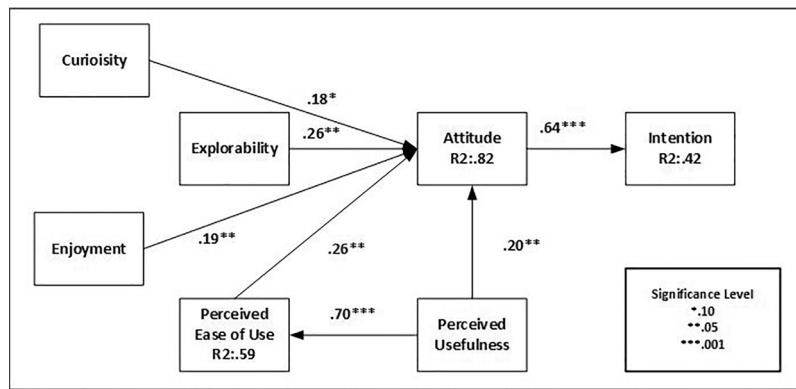 Curioisity
.18*
Explorability
.26**
Attitude
R2:.82
.64***
Intention
R2:.42
Enjoyment
.19**
.26**
.20**
Perceived
Ease of Use
R2:.59
.70***
Perceived
Usefulness
Significance Level
*.10
**.05
***.001